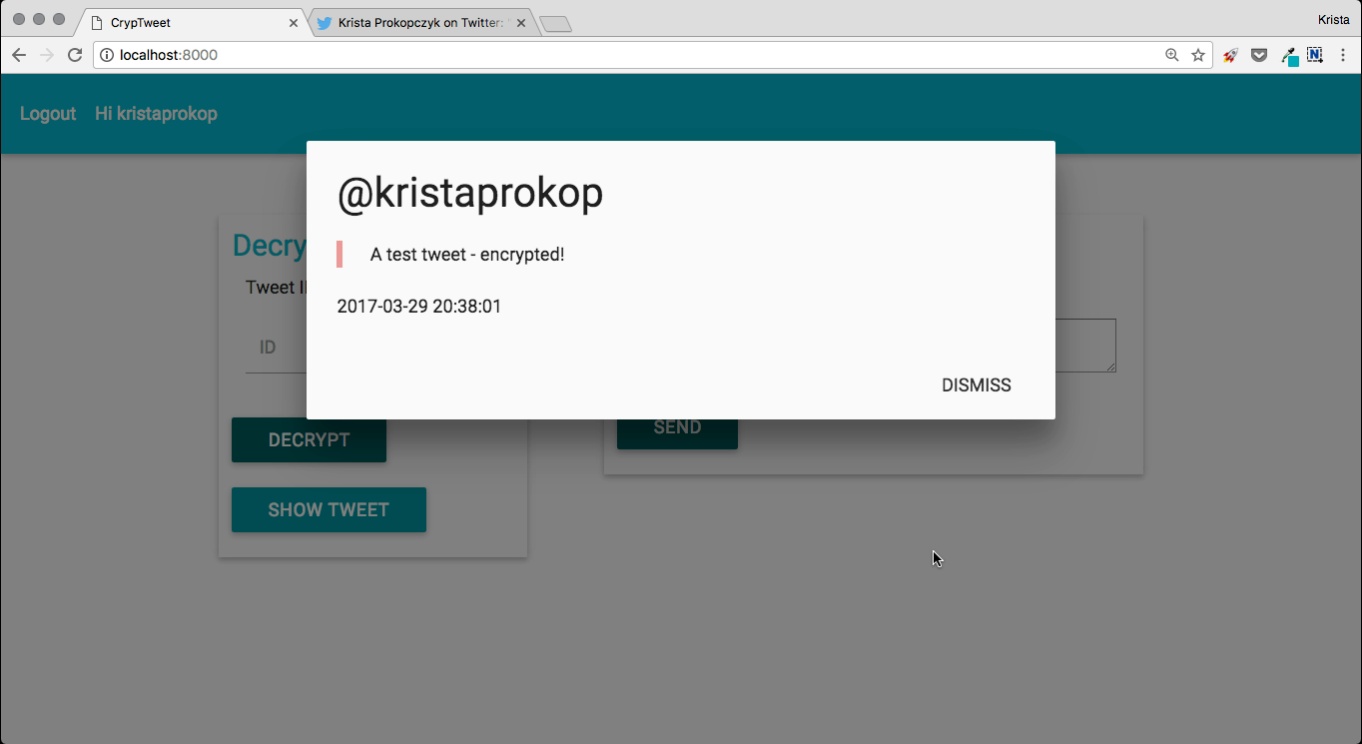 CrypTweet
Krista Prokopczyk on Twitter:
Krista
localhost:8000
Logout Hi kristaprokop
@kristaprokop
A test tweet - encrypted!
2017-03-29 20:38:01
DISMISS
Decry
Tweet I
ID
DECRYPT
SHOW TWEET
SEND